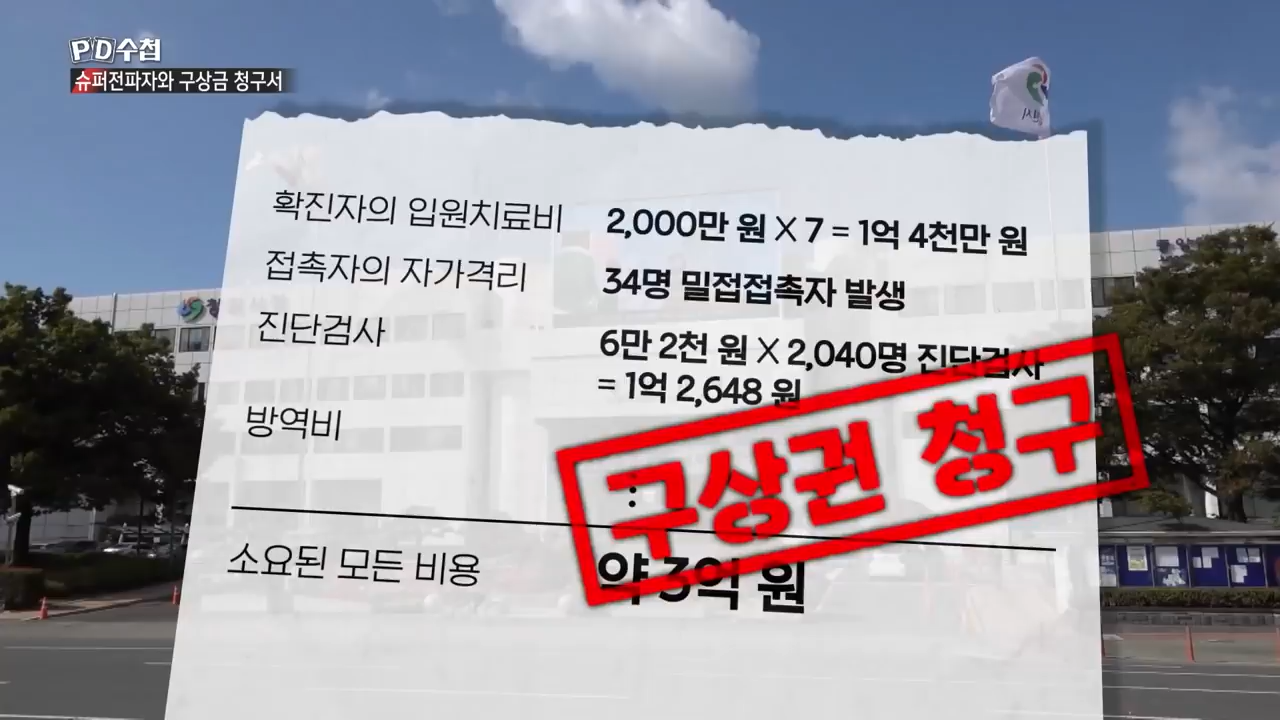 PD수첩
슈퍼전파자와 구상금 청구서
확진자의 입원치료비 2,000만 원 X 7 = 1억 4천만 원
접촉자의 자가격리 34명 밀접접촉자 발생
진단검사 6만 2천 원 X 2,040명 진단검사
= 1억 2,648 원
방역비 :
구상권 청구
소요된 모든 비용 약 3억 원